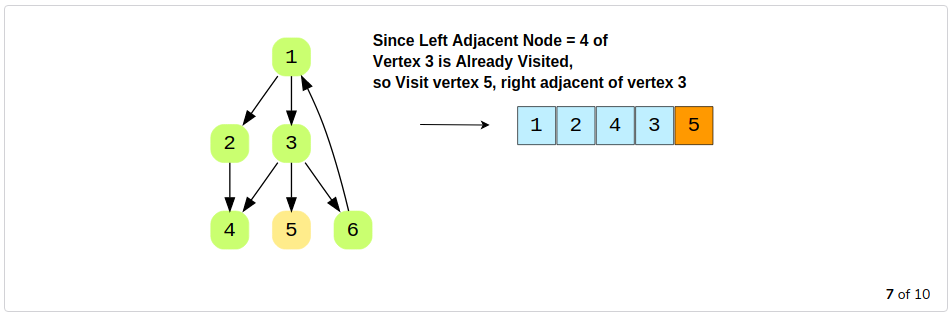 Since Left Adjacent Node = 4 of
Vertex 3 is Already Visited,
so Visit vertex 5, right adjacent of vertex 3
1
2 3
4 5 6
1 2 4 3 5
7 of 10